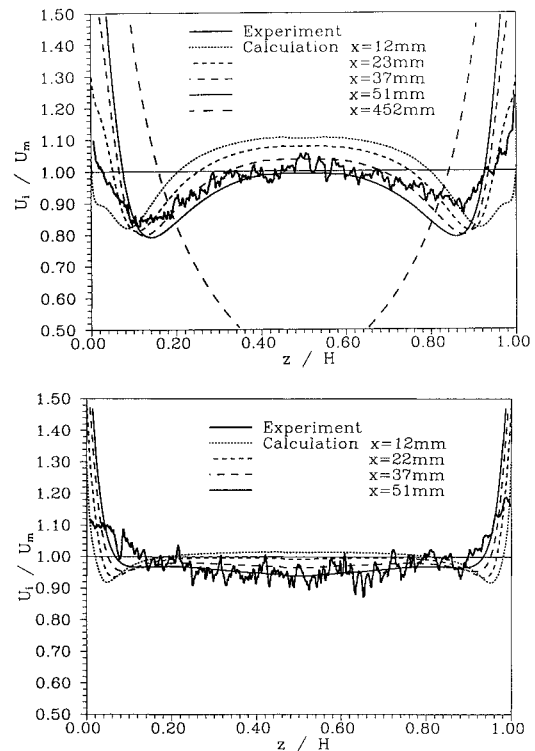 1.50
1.40
1.30
1.20
1.10
1.00
0.90
0.80
0.70
0.60
0.50
U_i / U_m
Experiment
Calculation x=12mm
x=23mm
x=37mm
x=51mm
x=452mm
0.00 0.20 0.40 0.60 0.80 1.00
z / H
1.50
1.40
1.30
1.20
1.10
1.00
0.90
0.80
0.70
0.60
0.50
U_i / U_m
Experiment
Calculation x=12mm
x=22mm
x=37mm
x=51mm
0.00 0.20 0.40 0.60 0.80 1.00
z / H